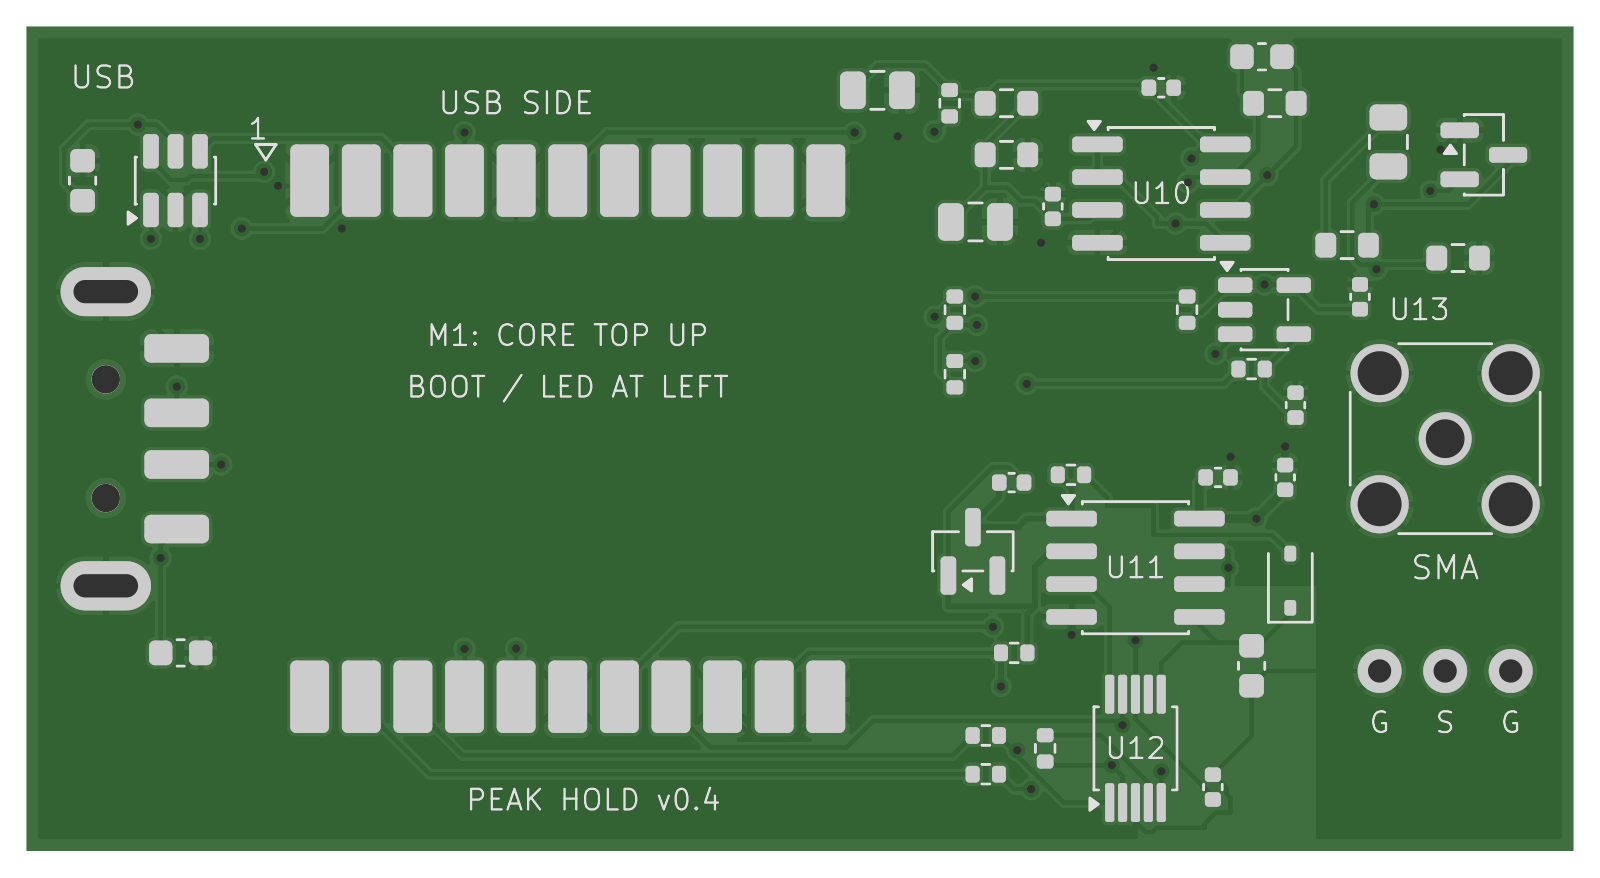 USB
USB SIDE
1
U10
U13
M1: CORE TOP UP
BOOT / LED AT LEFT
U11
SMA
G S G
U12
PEAK HOLD v0.4